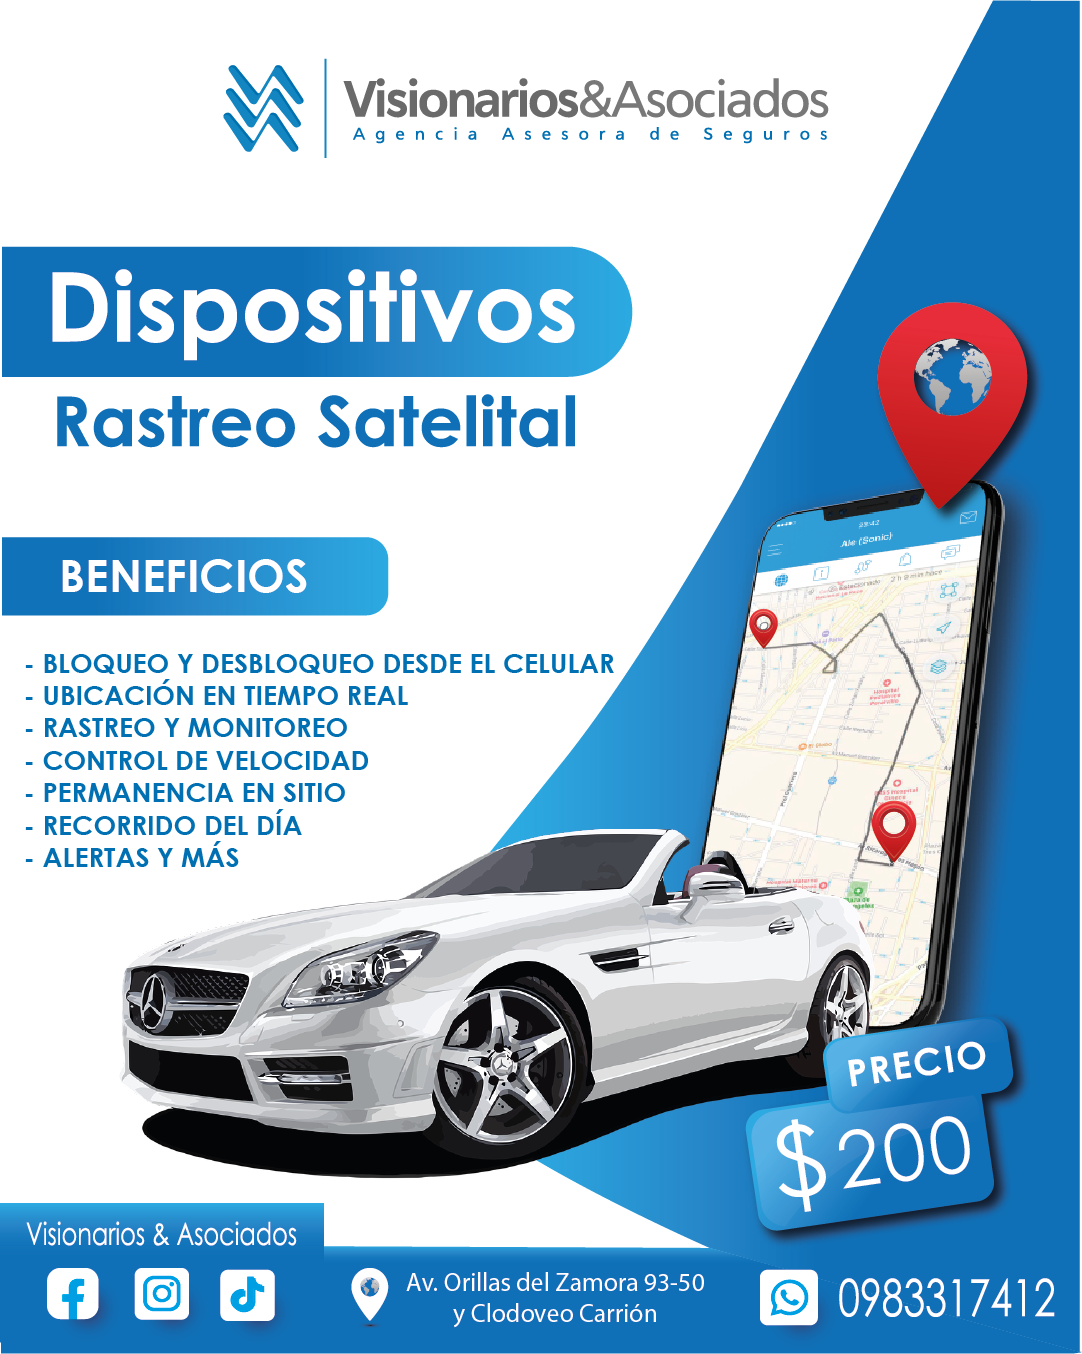 Visionarios&Asociados
Agencia Asesora de Seguros
Dispositivos
Rastreo Satelital
BENEFICIOS
- BLOQUEO Y DESBLOQUEO DESDE EL CELULAR
- UBICACIÓN EN TIEMPO REAL
- RASTREO Y MONITOREO
- CONTROL DE VELOCIDAD
- PERMANENCIA EN SITIO
- RECORRIDO DEL DÍA
- ALERTAS Y MÁS
Ale (Sonic)
PRECIO
$200
Visionarios & Asociados
Av. Orillas del Zamora 93-50
y Clodoveo Carrión
0983317412